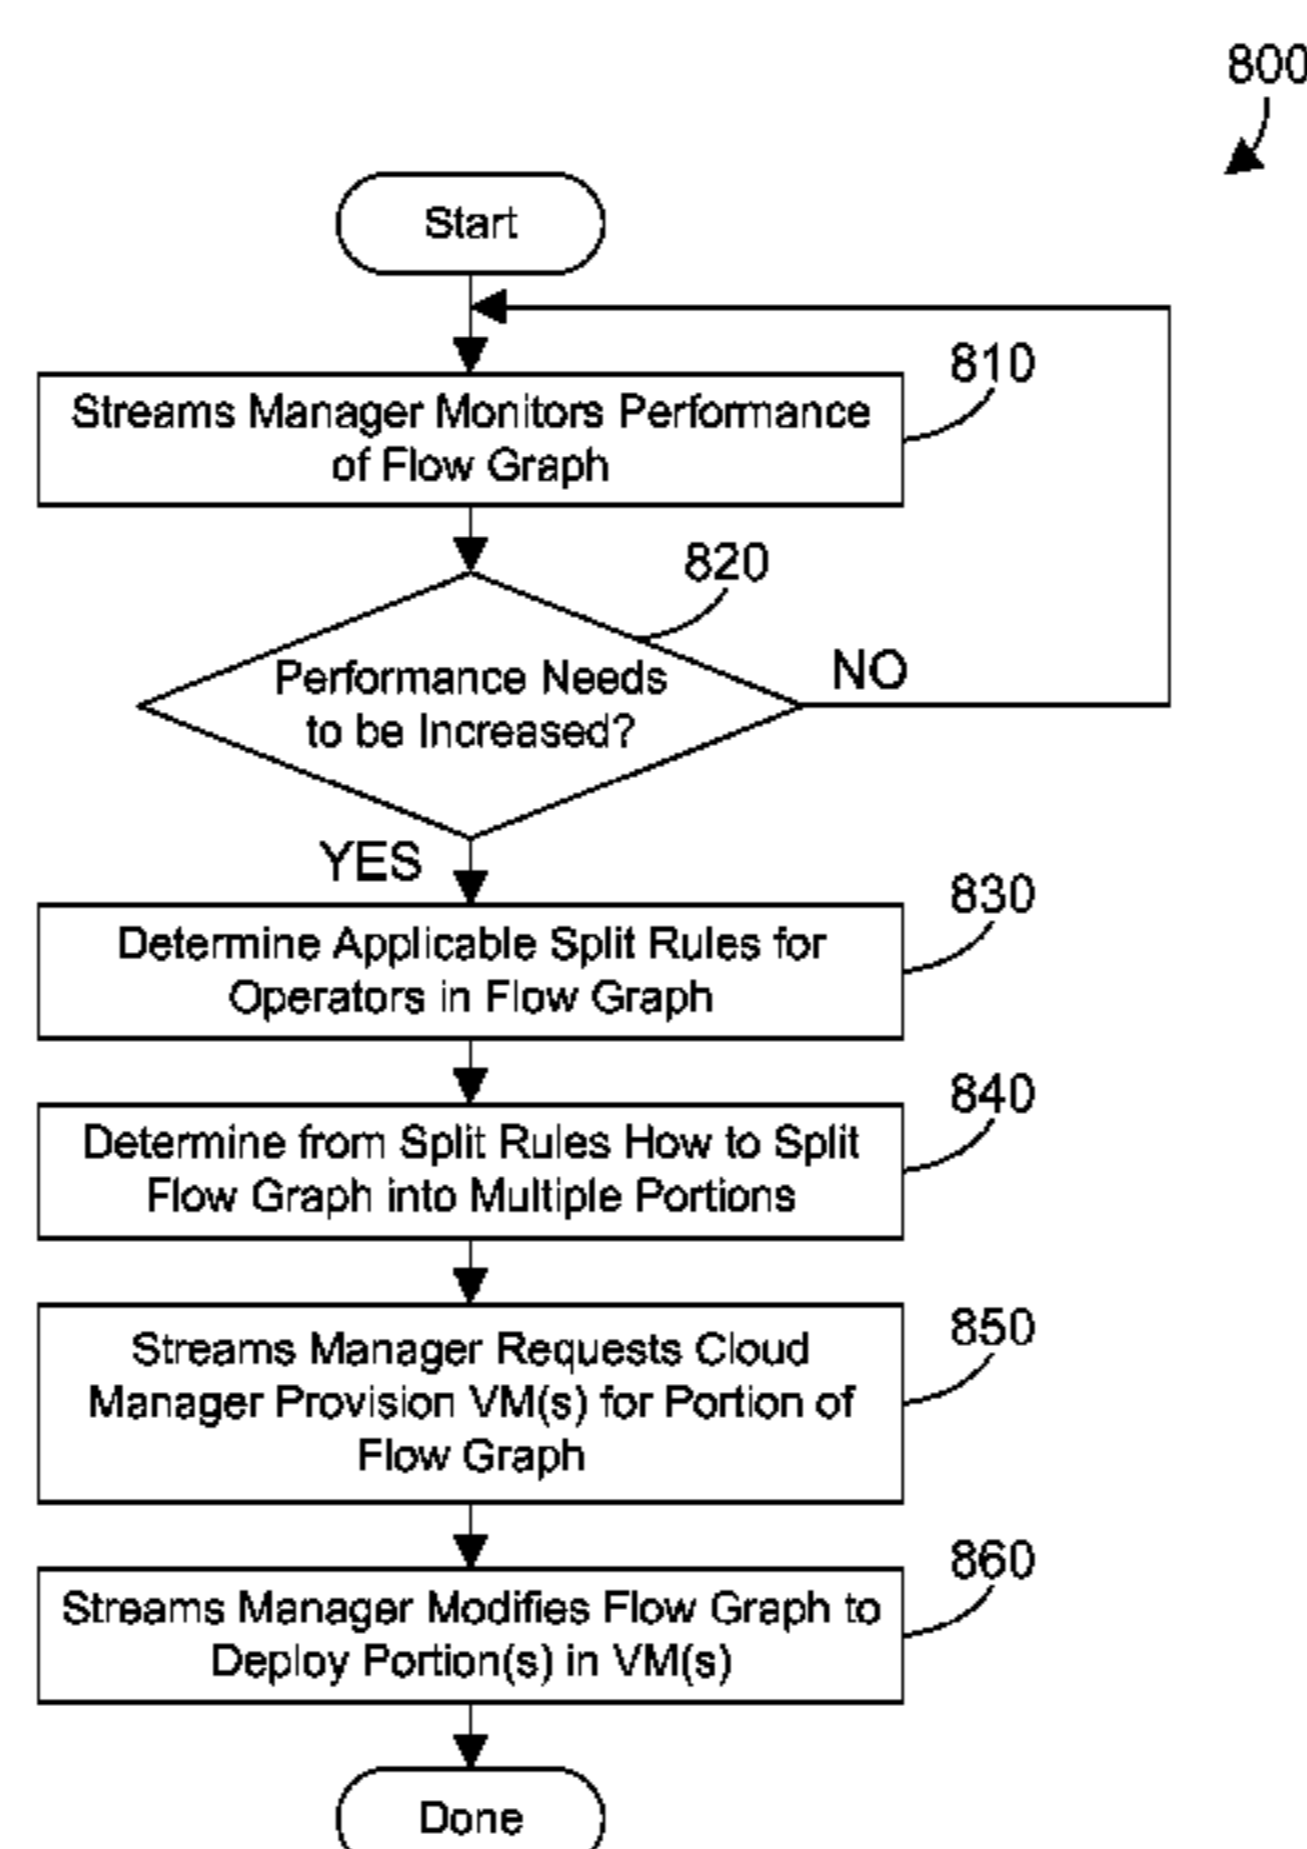 800
Start
810
Streams Manager Monitors Performance
of Flow Graph
820
Performance Needs
to be Increased?
NO
YES
830
Determine Applicable Split Rules for
Operators in Flow Graph
840
Determine from Split Rules How to Split
Flow Graph into Multiple Portions
850
Streams Manager Requests Cloud
Manager Provision VM(s) for Portion of
Flow Graph
860
Streams Manager Modifies Flow Graph to
Deploy Portion(s) in VM(s)
Done